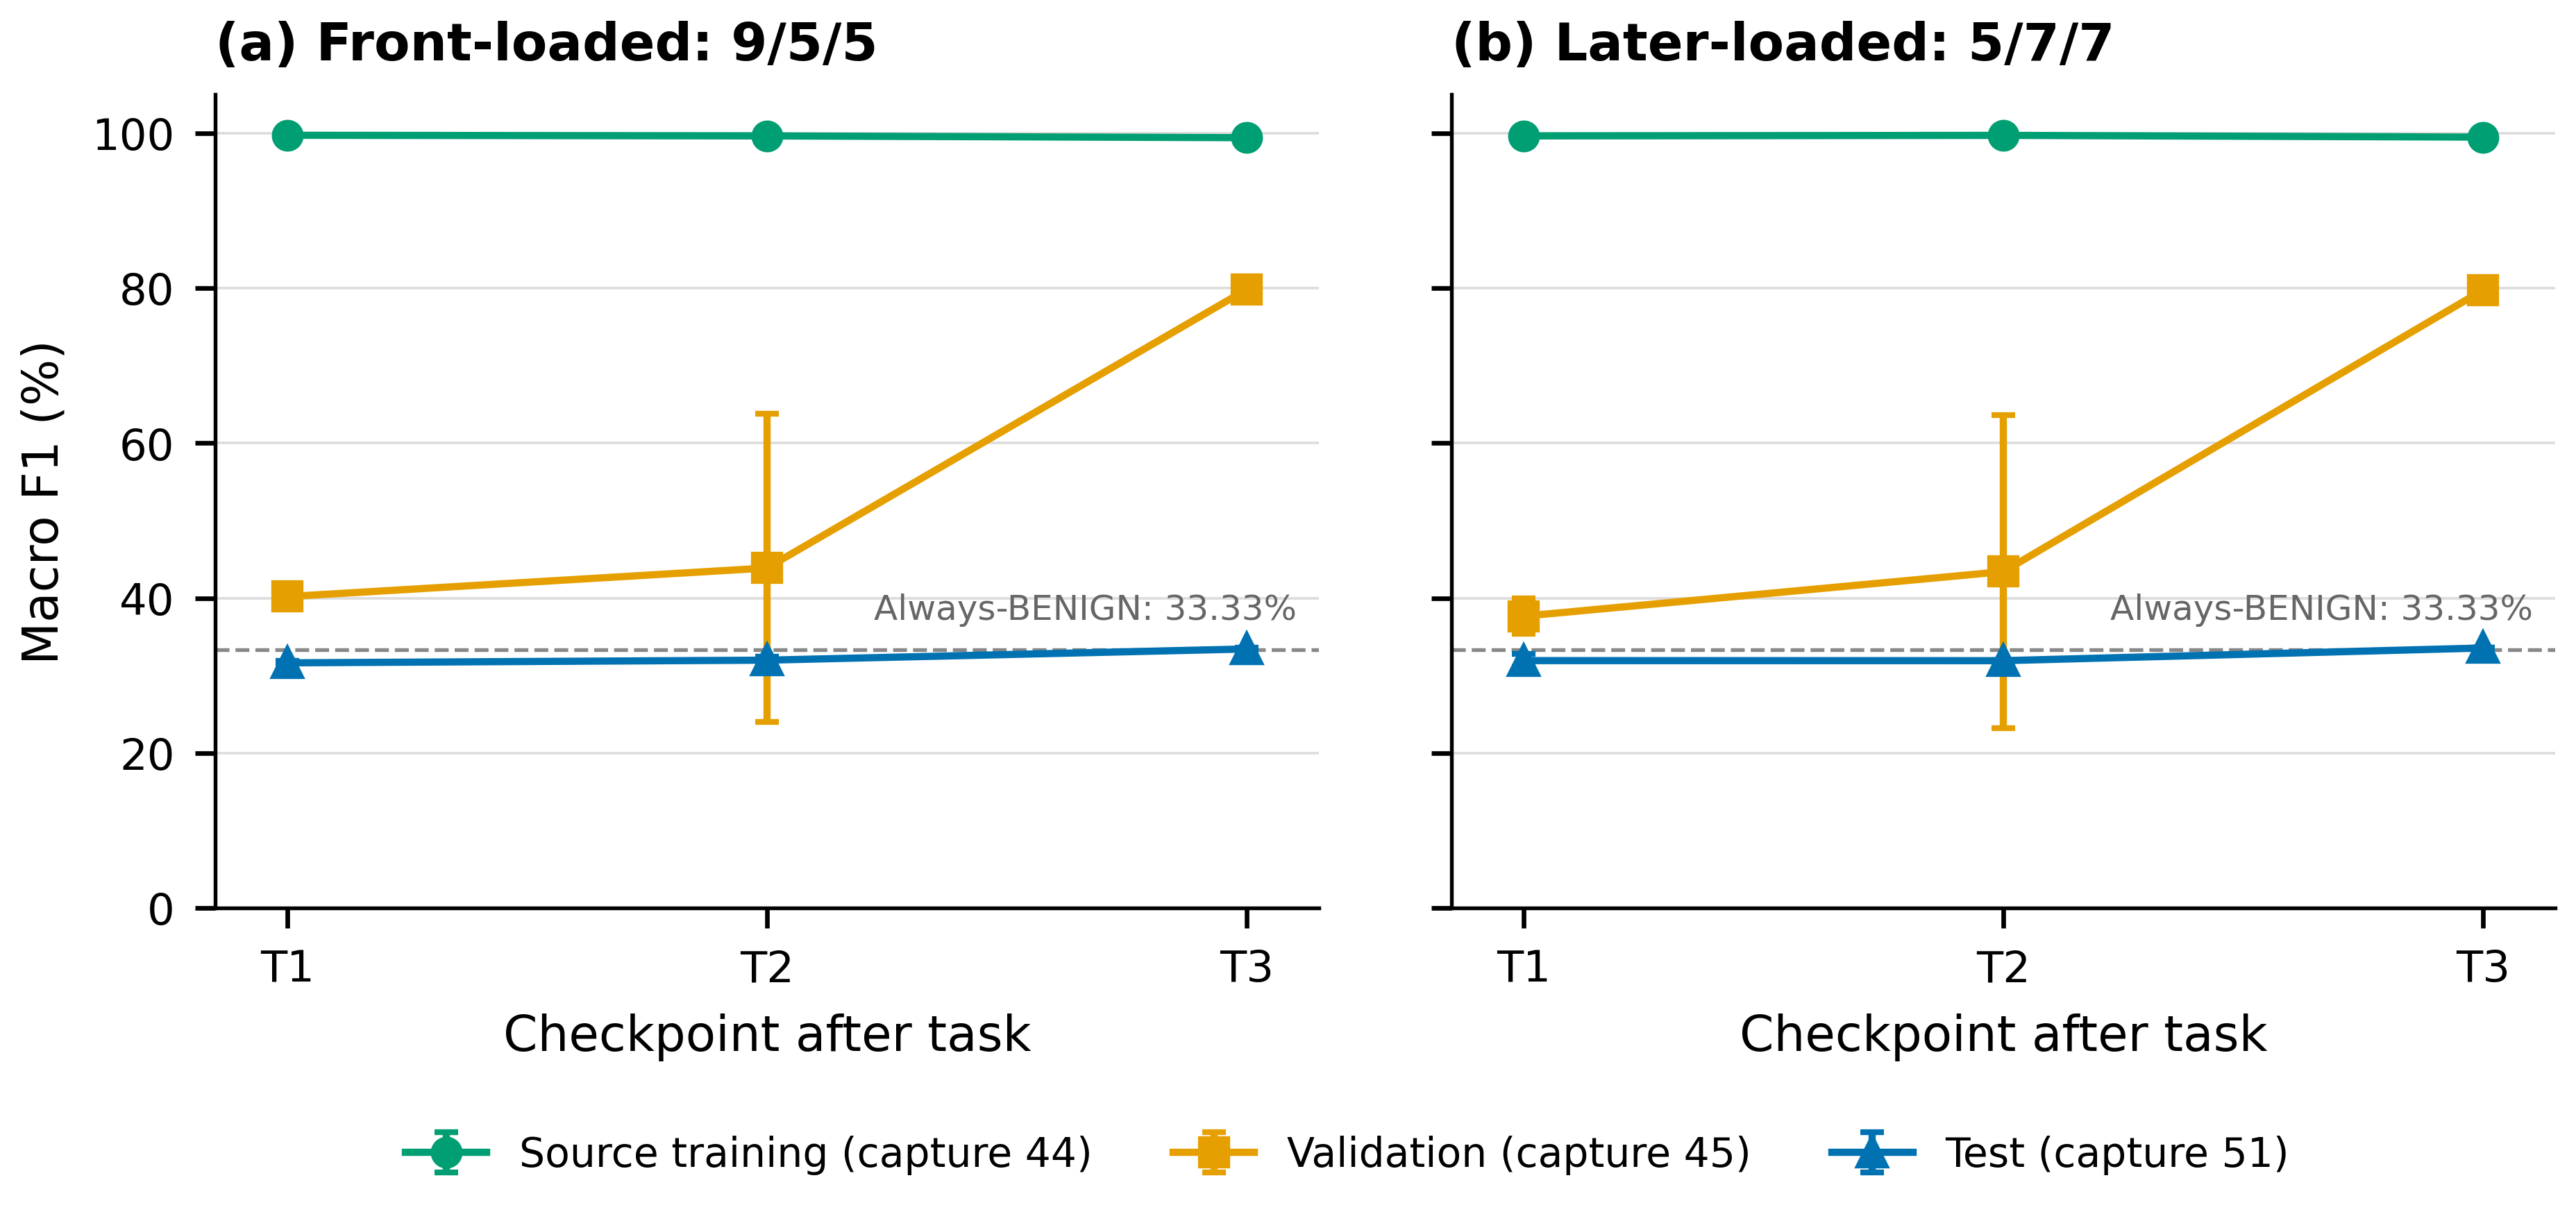 (a) Front-loaded: 9/5/5
(b) Later-loaded: 5/7/7
Macro F1 (%)
100
80
60
40
20
0
Always-BENIGN: 33.33%
Always-BENIGN: 33.33%
T1 T2 T3
T1 T2 T3
Checkpoint after task
Checkpoint after task
Source training (capture 44)
Validation (capture 45)
Test (capture 51)